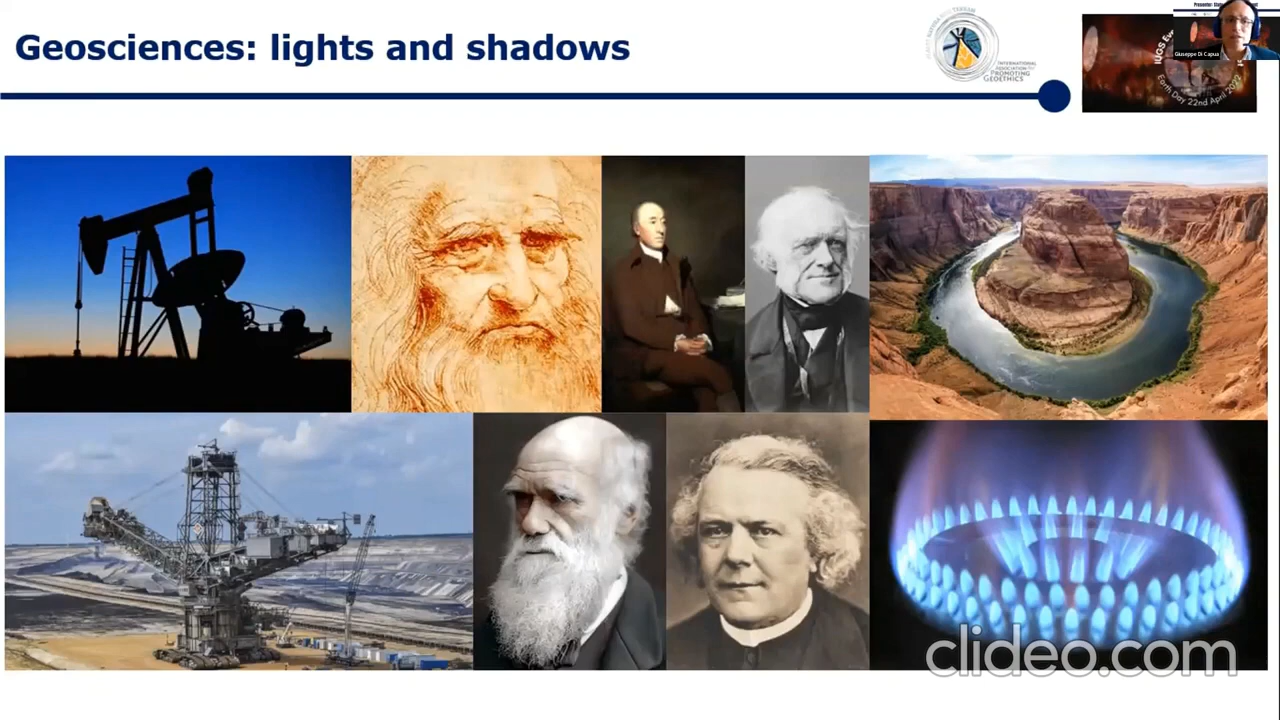 Geosciences: lights and shadows
INTERNATIONAL
ASSOCIATION for
PROMOTING
GEOETHICS
Giuseppe Di Capua
Earth Day 22nd April 2022
clideo.com